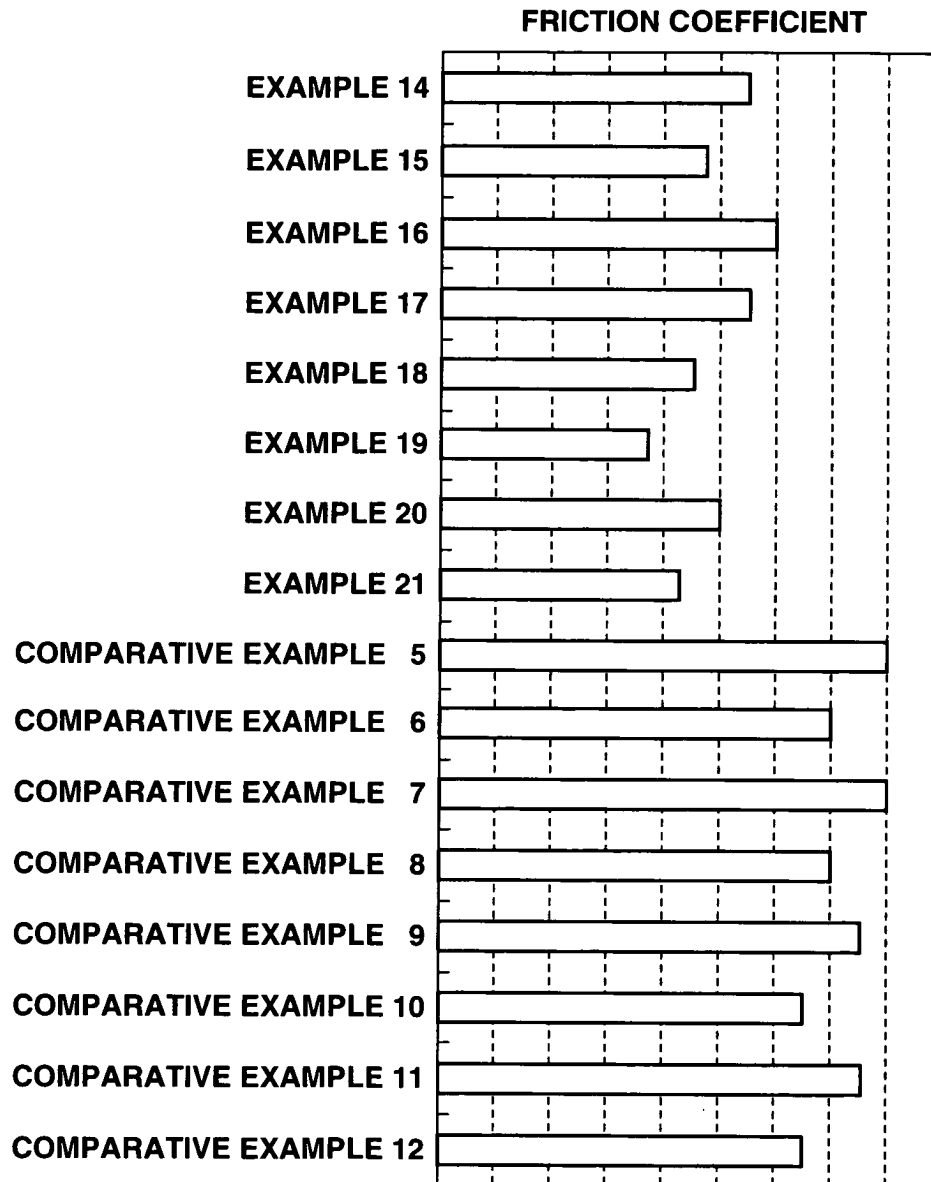 FRICTION COEFFICIENT
EXAMPLE 14
EXAMPLE 15
EXAMPLE 16
EXAMPLE 17
EXAMPLE 18
EXAMPLE 19
EXAMPLE 20
EXAMPLE 21
COMPARATIVE EXAMPLE 5
COMPARATIVE EXAMPLE 6
COMPARATIVE EXAMPLE 7
COMPARATIVE EXAMPLE 8
COMPARATIVE EXAMPLE 9
COMPARATIVE EXAMPLE 10
COMPARATIVE EXAMPLE 11
COMPARATIVE EXAMPLE 12